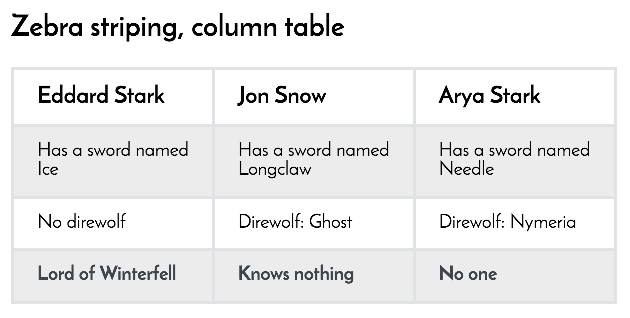 Zebra striping, column table
Eddard Stark
Jon Snow
Arya Stark
Has a sword named
Ice
Has a sword named
Longclaw
Has a sword named
Needle
No direwolf
Direwolf: Ghost
Direwolf: Nymeria
Lord of Winterfell
Knows nothing
No one